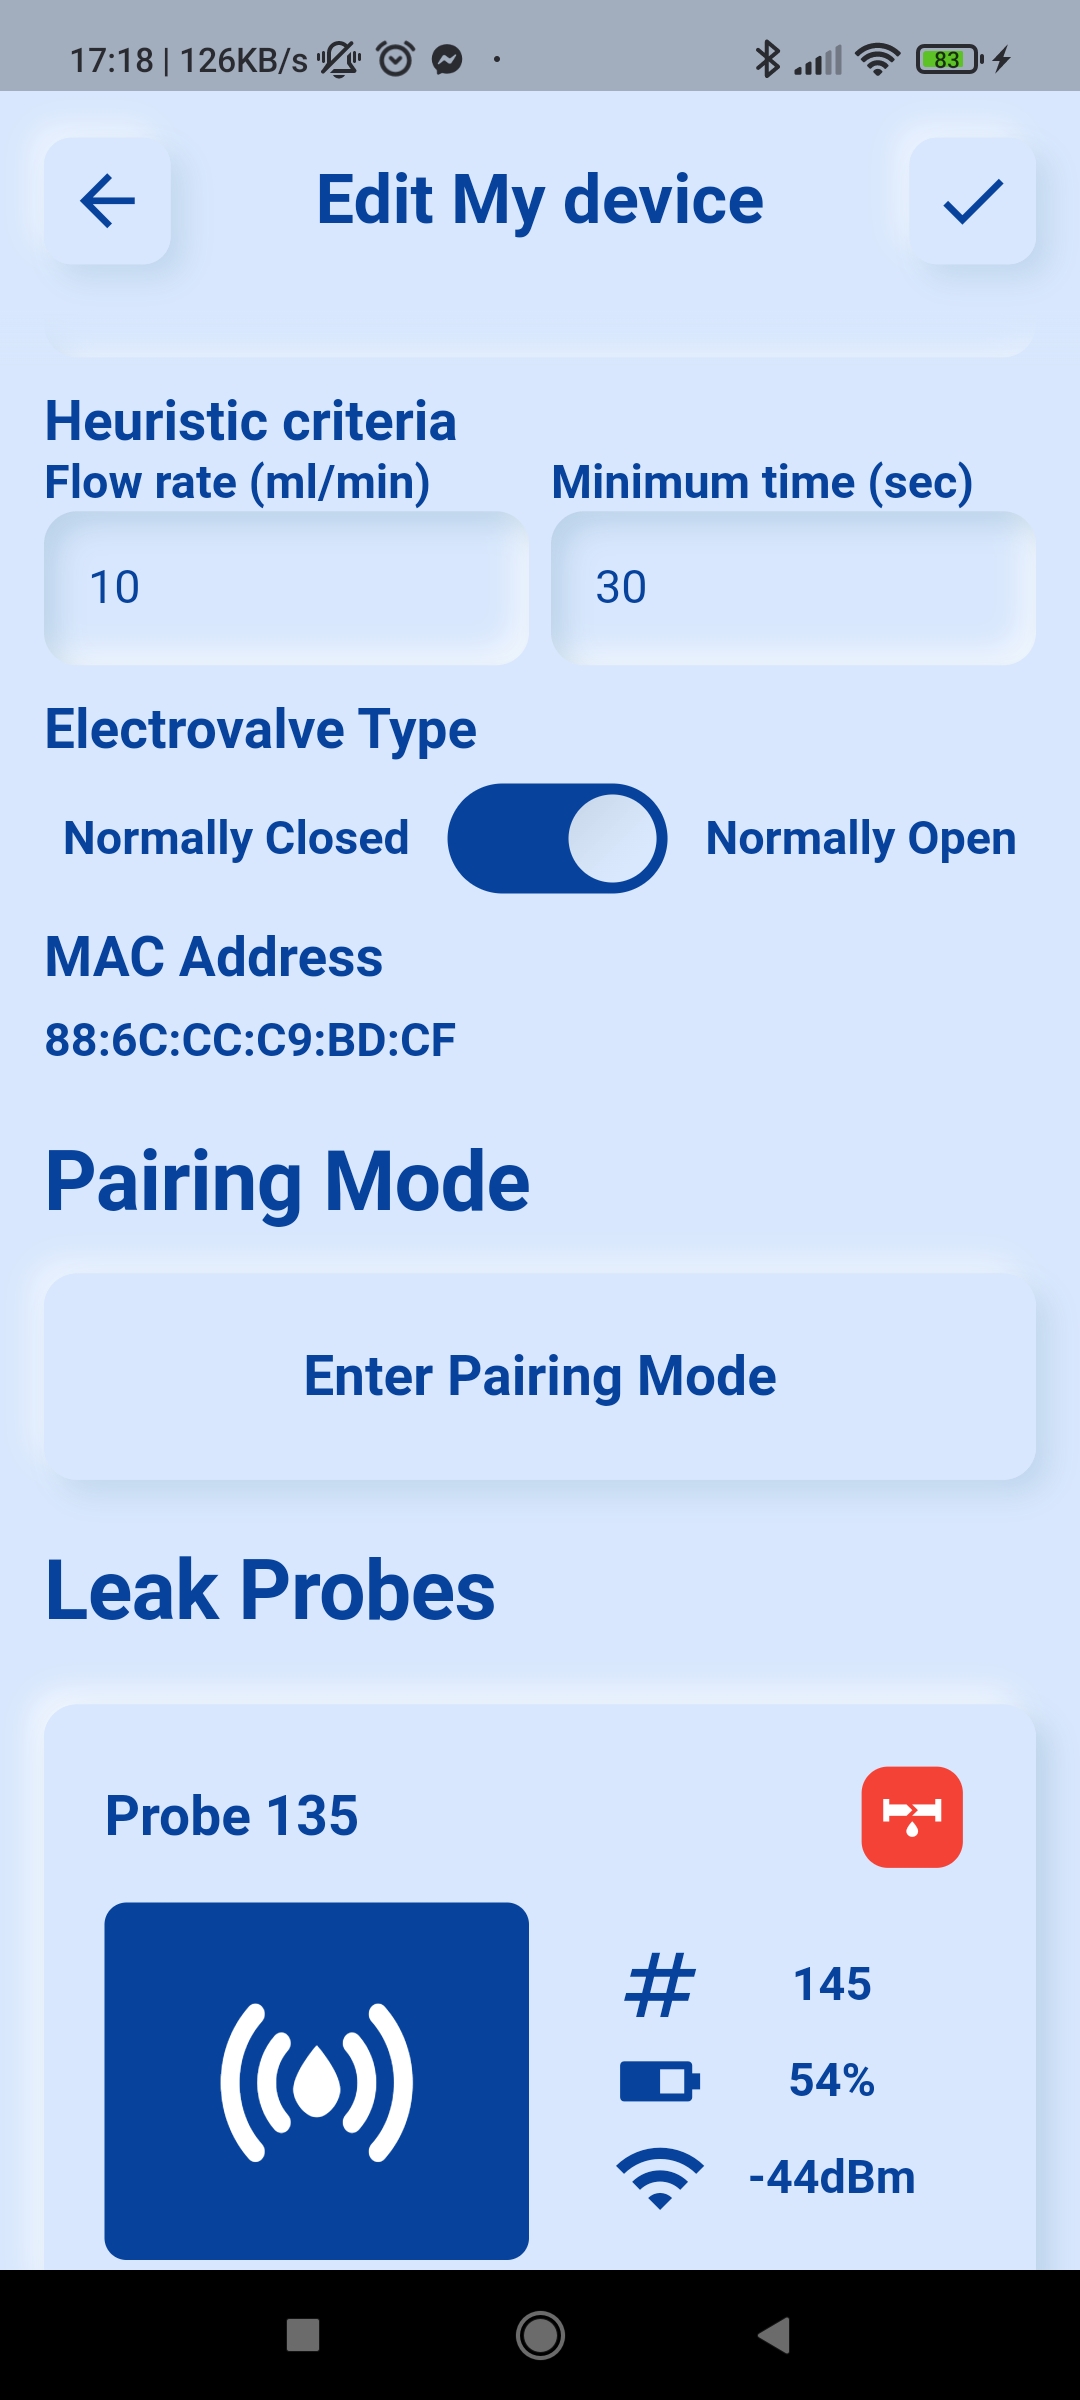 17:18 | 126KB/s
83
Edit My device
Heuristic criteria
Flow rate (ml/min) Minimum time (sec)
10 30
Electrovalve Type
Normally Closed Normally Open
MAC Address
88:6C:CC:C9:BD:CF
Pairing Mode
Enter Pairing Mode
Leak Probes
Probe 135
# 145
54%
-44dBm